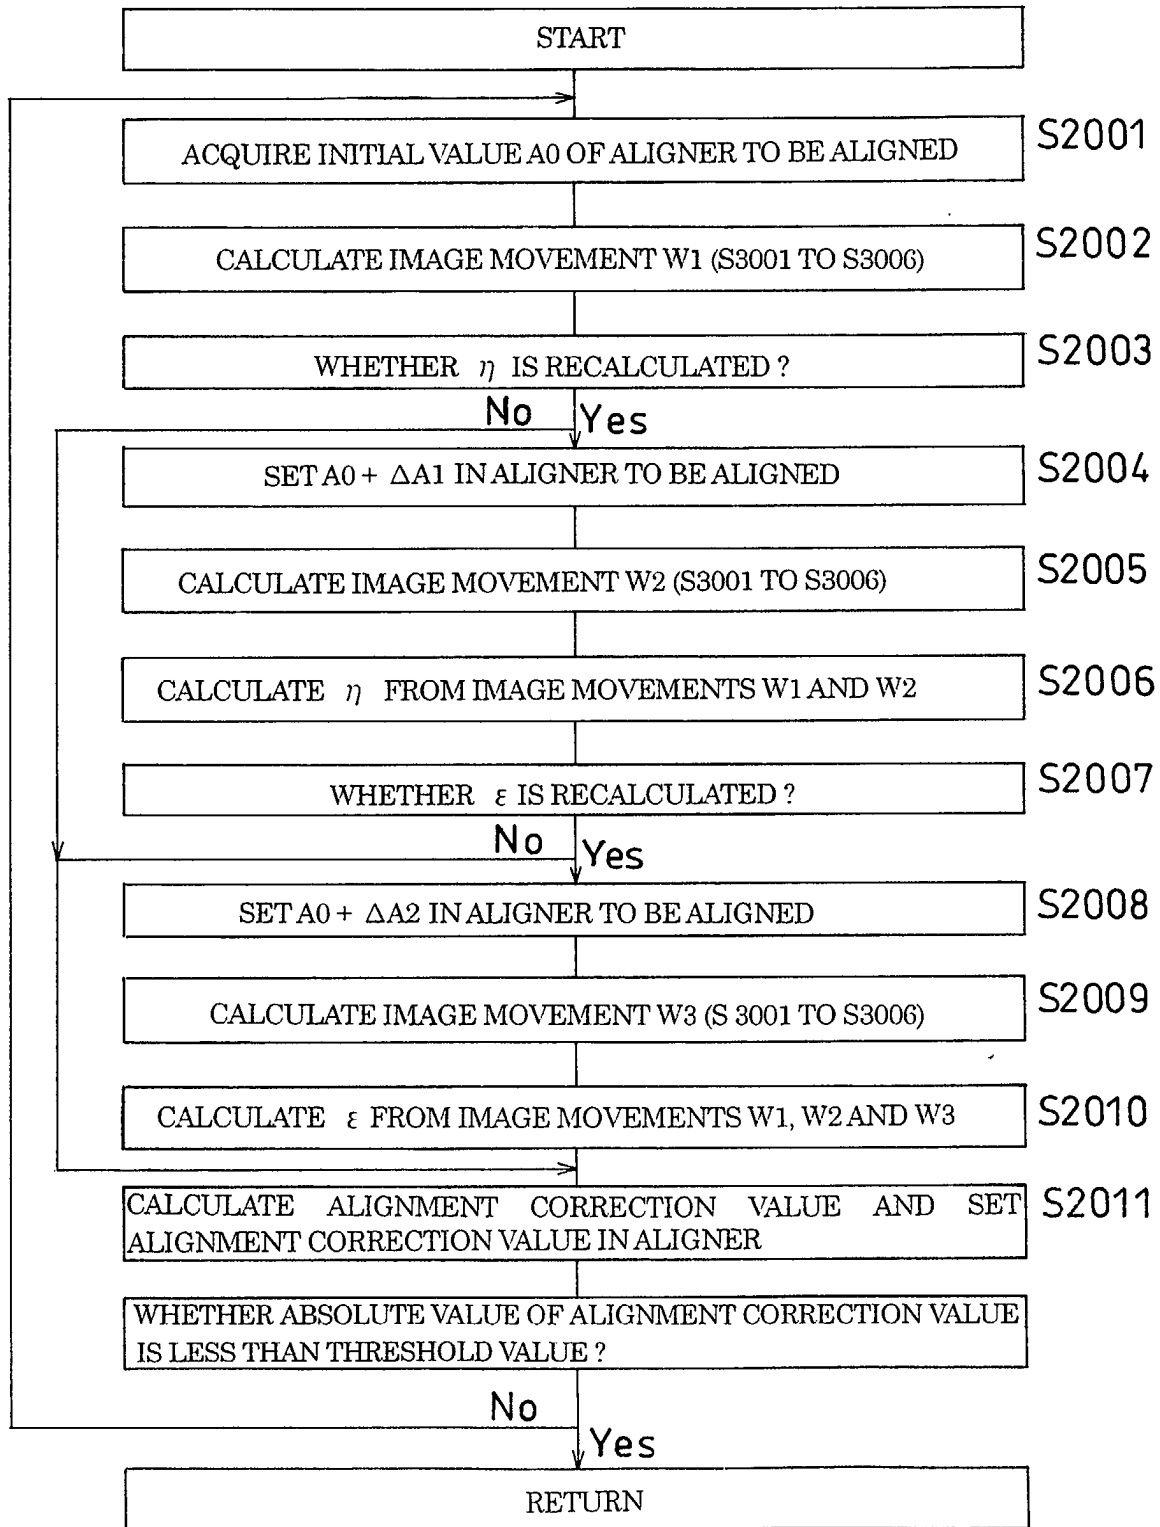 START
ACQUIRE INITIAL VALUE A0 OF ALIGNER TO BE ALIGNED
S2001
CALCULATE IMAGE MOVEMENT W1 (S3001 TO S3006)
S2002
WHETHER η IS RECALCULATED ?
S2003
No
Yes
SET A0 + ΔA1 IN ALIGNER TO BE ALIGNED
S2004
CALCULATE IMAGE MOVEMENT W2 (S3001 TO S3006)
S2005
CALCULATE η FROM IMAGE MOVEMENTS W1 AND W2
S2006
WHETHER ε IS RECALCULATED ?
S2007
No
Yes
SET A0 + ΔA2 IN ALIGNER TO BE ALIGNED
S2008
CALCULATE IMAGE MOVEMENT W3 (S 3001 TO S3006)
S2009
CALCULATE ε FROM IMAGE MOVEMENTS W1, W2 AND W3
S2010
CALCULATE ALIGNMENT CORRECTION VALUE AND SET
ALIGNMENT CORRECTION VALUE IN ALIGNER
S2011
WHETHER ABSOLUTE VALUE OF ALIGNMENT CORRECTION VALUE
IS LESS THAN THRESHOLD VALUE ?
No
Yes
RETURN